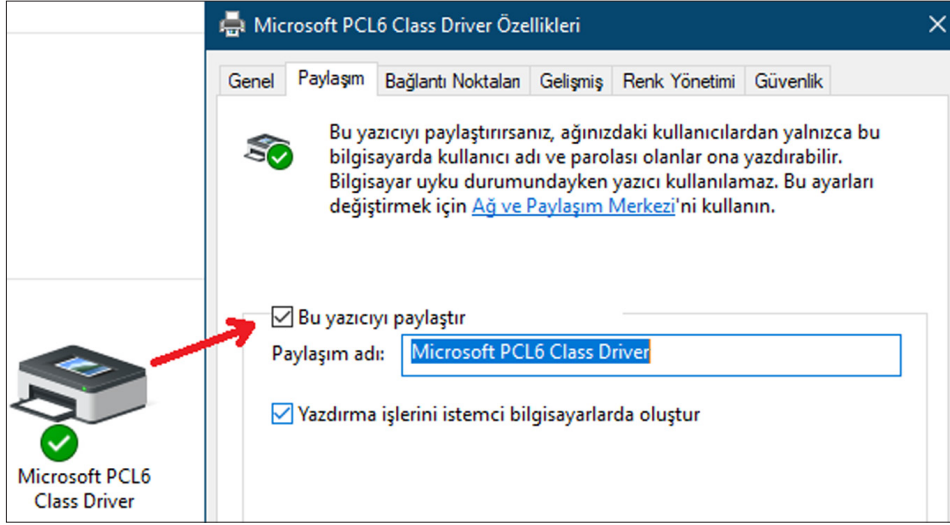 Microsoft PCL6 Class Driver Özellikleri
Genel Paylaşım Bağlantı Noktaları Gelişmiş Renk Yönetimi Güvenlik
Bu yazıcıyı paylaştırırsanız, ağınızdaki kullanıcılardan yalnızca bu
bilgisayarda kullanıcı adı ve parolası olanlar ona yazdırabilir.
Bilgisayar uyku durumundayken yazıcı kullanılamaz. Bu ayarları
değiştirmek için Ağ ve Paylaşım Merkezi'ni kullanın.
Bu yazıcıyı paylaştır
Paylaşım adı: Microsoft PCL6 Class Driver
Yazdırma işlerini istemci bilgisayarlarda oluştur
Microsoft PCL6
Class Driver